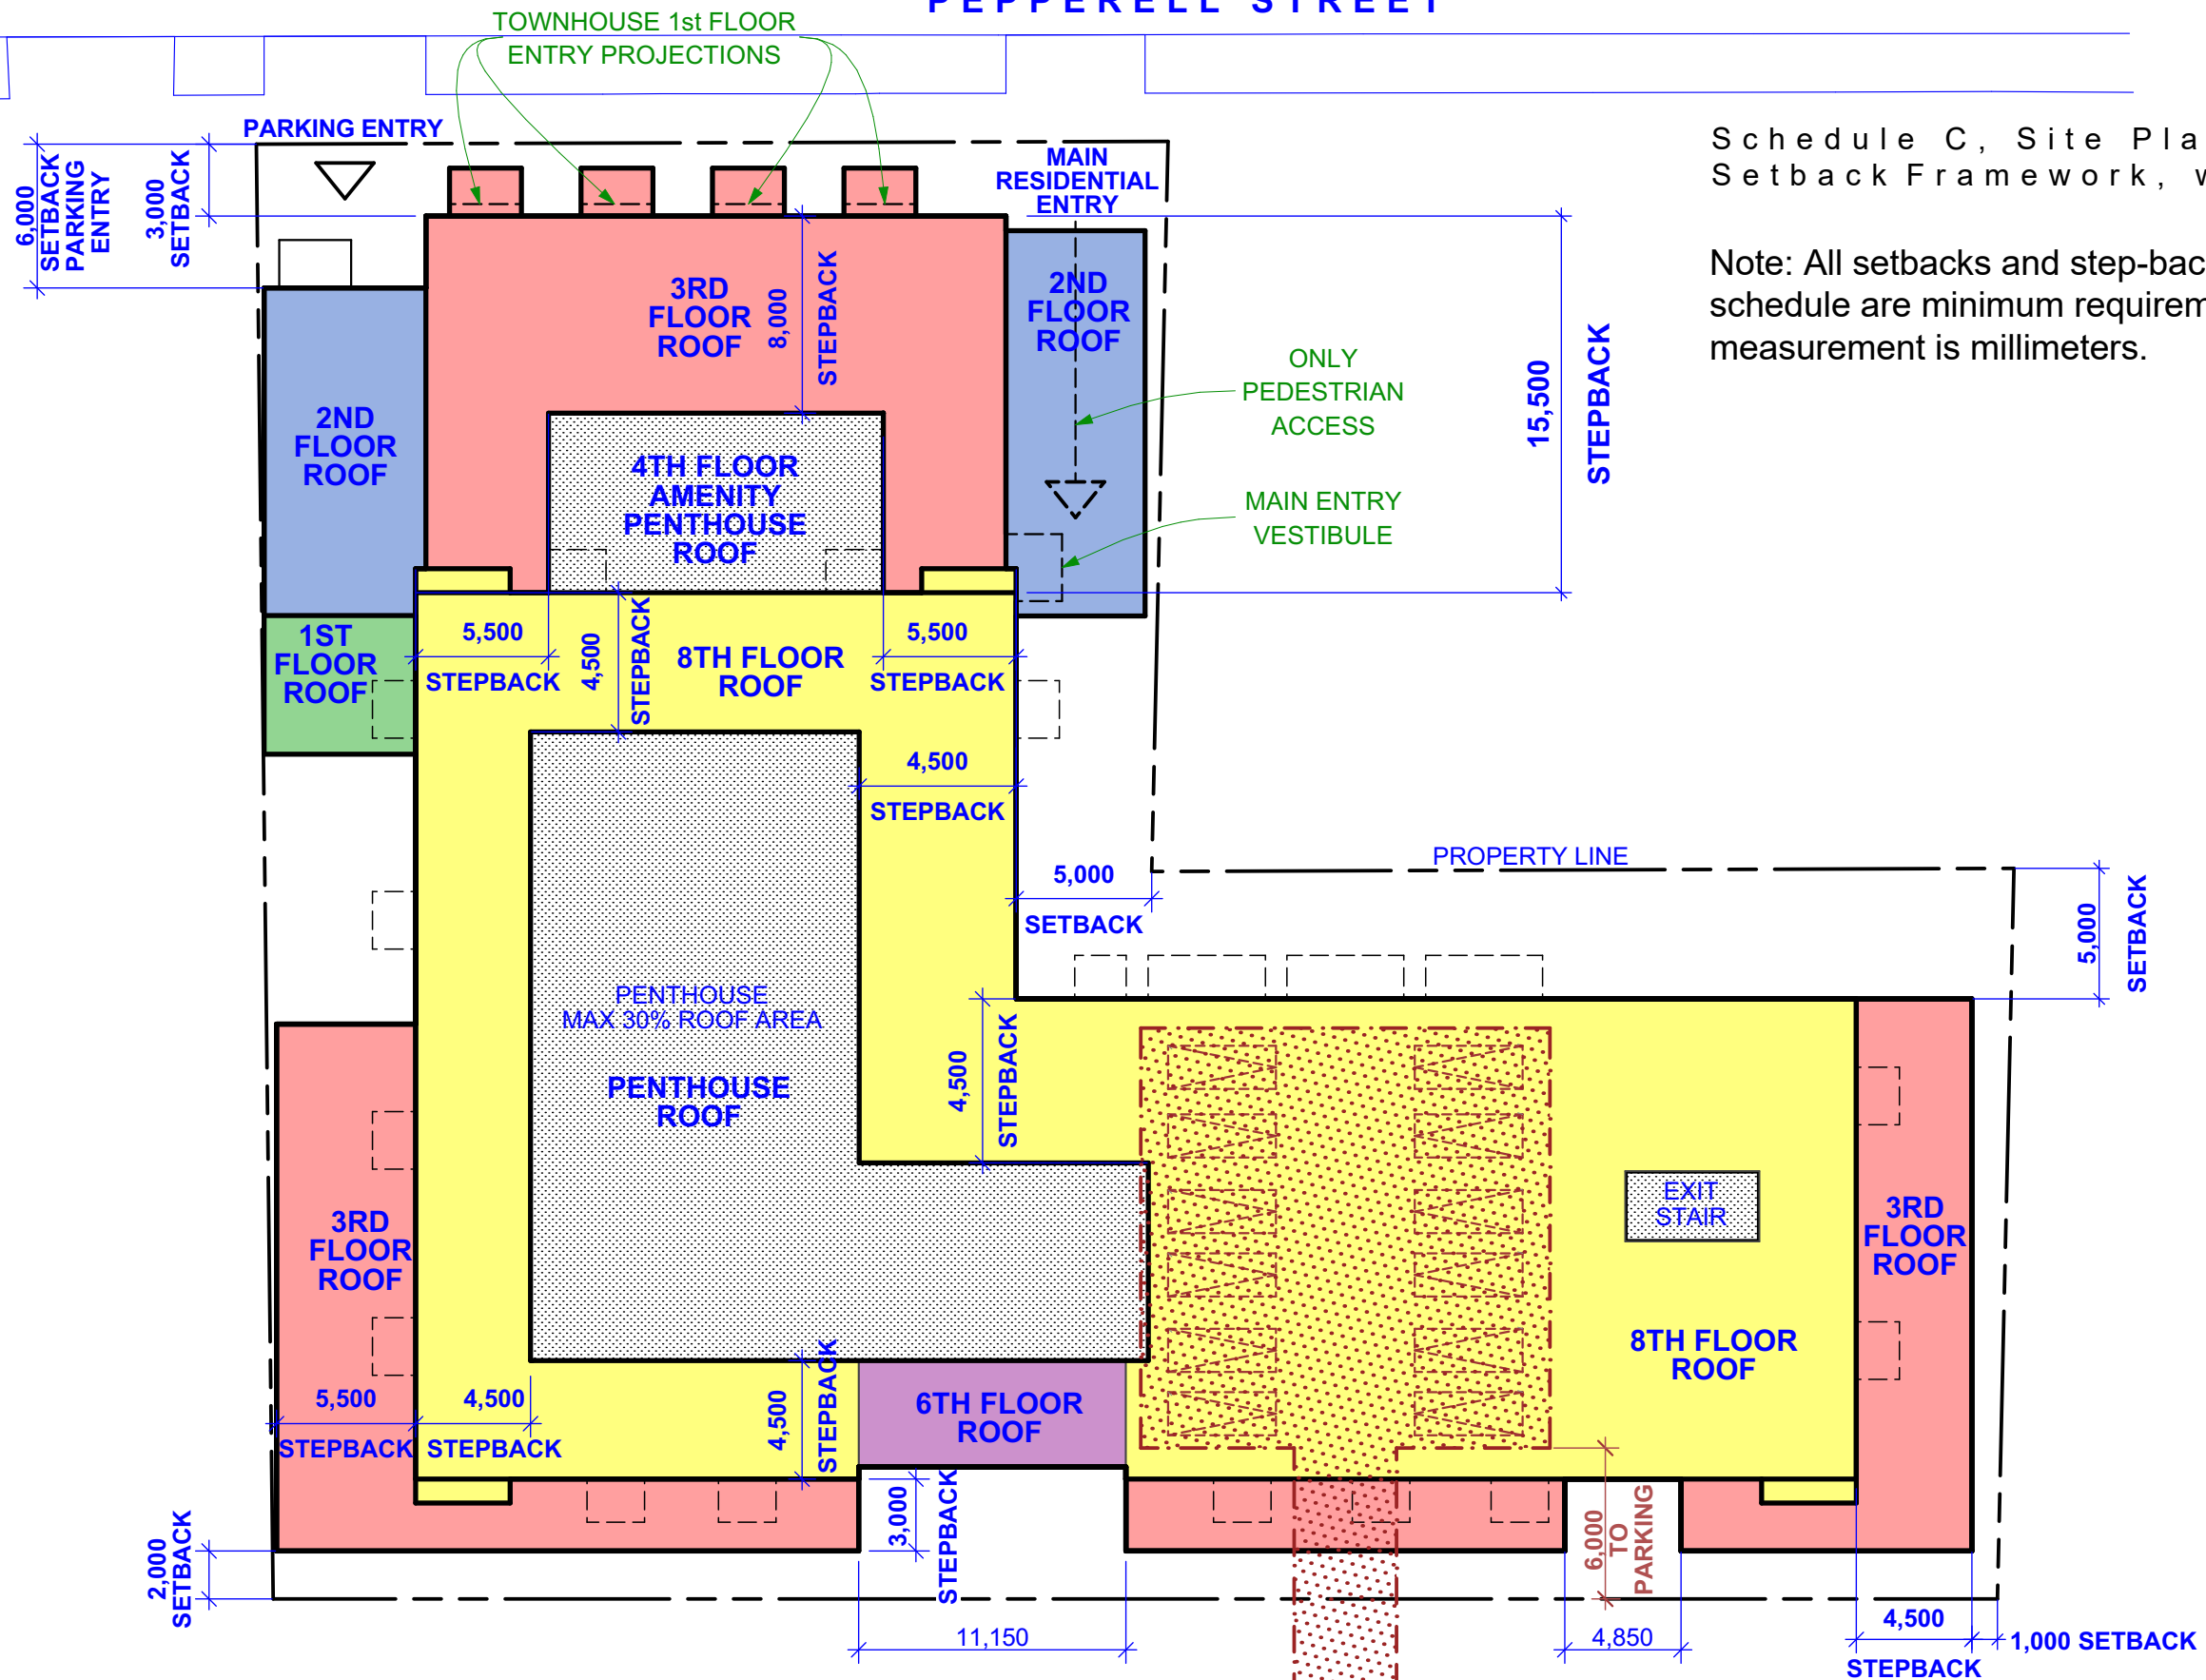 PEPPERELL STREET
TOWNHOUSE 1st FLOOR
ENTRY PROJECTIONS
PARKING ENTRY
6,000
SETBACK
PARKING
ENTRY
3,000
SETBACK
MAIN
RESIDENTIAL
ENTRY
Schedule C, Site Pla
Setback Framework, w
Note: All setbacks and step-bac
schedule are minimum requirem
measurement is millimeters.
3RD
FLOOR
ROOF
8,000
STEPBACK
2ND
FLOOR
ROOF
ONLY
PEDESTRIAN
ACCESS
15,500
STEPBACK
2ND
FLOOR
ROOF
4TH FLOOR
AMENITY
PENTHOUSE
ROOF
MAIN ENTRY
VESTIBULE
1ST
FLOOR
ROOF
5,500
STEPBACK
4,500
STEPBACK
8TH FLOOR
ROOF
5,500
STEPBACK
4,500
STEPBACK
5,000
SETBACK
PROPERTY LINE
5,000
SETBACK
PENTHOUSE
MAX 30% ROOF AREA
PENTHOUSE
ROOF
4,500
STEPBACK
EXIT
STAIR
3RD
FLOOR
ROOF
3RD
FLOOR
ROOF
8TH FLOOR
ROOF
5,500
STEPBACK
4,500
STEPBACK
4,500
STEPBACK
6TH FLOOR
ROOF
3,000
STEPBACK
6,000
TO
PARKING
2,000
SETBACK
11,150
4,850
4,500
STEPBACK
1,000 SETBACK